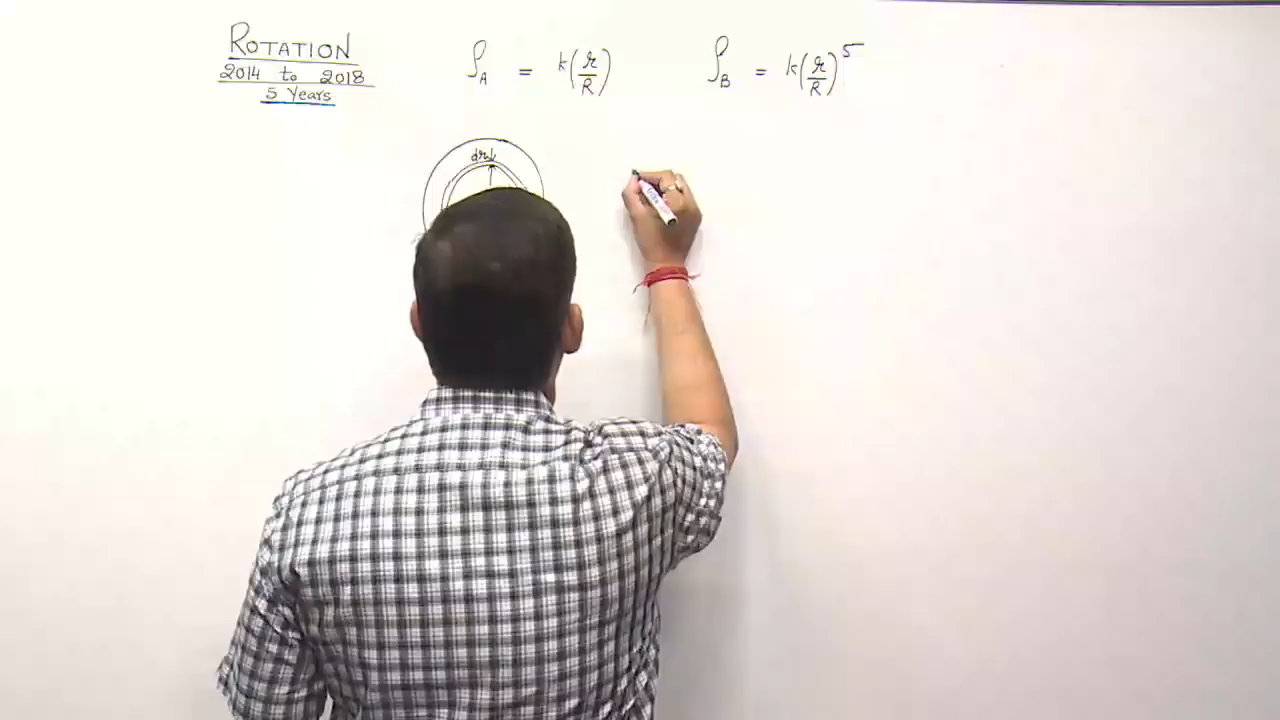 ROTATION
2014 to 2018
5 Years
ρ_A = k(r/R)
ρ_B = k(r/R)^5
dr